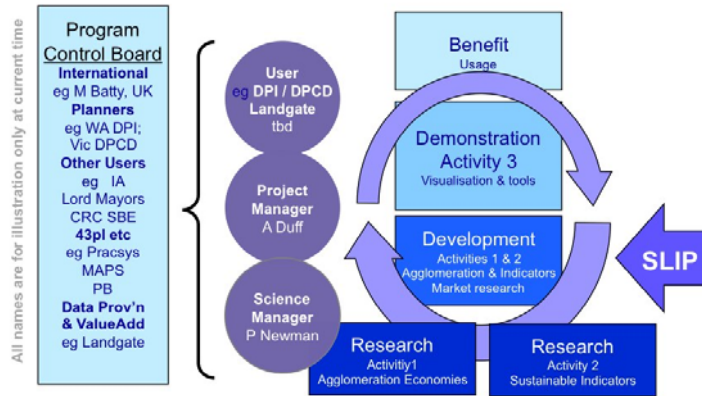 All names are for illustration only at current time
Program
Control Board
International
eg M Batty, UK
Planners
eg WA DPI;
Vic DPCD
Other Users
eg IA
Lord Mayors
CRC SBE
43pl etc
eg Pracsys
MAPS
PB
Data Prov'n
& ValueAdd
eg Landgate
User
eg DPI / DPCD
Landgate
tbd
Project
Manager
A Duff
Science
Manager
P Newman
Benefit
Usage
Demonstration
Activity 3
Visualisation & tools
Development
Activities 1 & 2
Agglomeration & Indicators
Market research
Research
Activitiy1
Agglomeration Economies
Research
Activity 2
Sustainable Indicators
SLIP